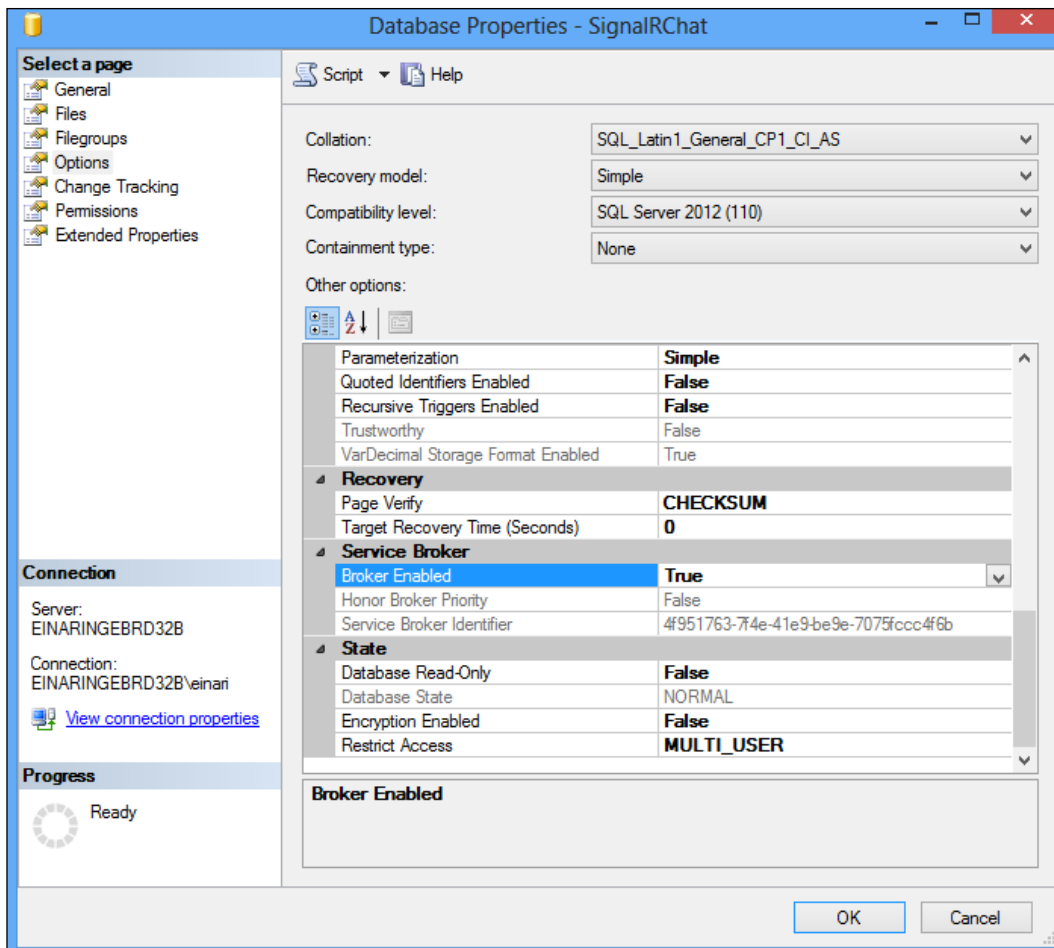 Database Properties - SignalRChat
Select a page
General
Files
Filegroups
Options
Change Tracking
Permissions
Extended Properties
Connection
Server:
EINARINGEBRD32B
Connection:
EINARINGEBRD32B\einari
View connection properties
Progress
Ready
Script
Help
Collation: SQL_Latin1_General_CP1_CI_AS
Recovery model: Simple
Compatibility level: SQL Server 2012 (110)
Containment type: None
Other options:
Parameterization Simple
Quoted Identifiers Enabled False
Recursive Triggers Enabled False
Trustworthy False
VarDecimal Storage Format Enabled True
Recovery
Page Verify CHECKSUM
Target Recovery Time (Seconds) 0
Service Broker
Broker Enabled True
Honor Broker Priority False
Service Broker Identifier 4f951763-7f4e-41e9-be9e-7075fccc4f6b
State
Database Read-Only False
Database State NORMAL
Encryption Enabled False
Restrict Access MULTI_USER
Broker Enabled
OK
Cancel